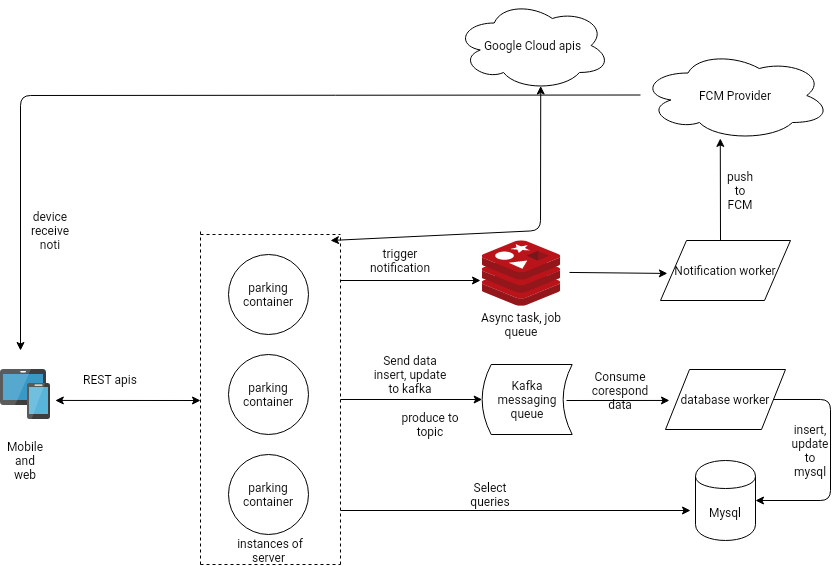 Google Cloud apis
FCM Provider
push
to
FCM
device
receive
noti
trigger
notification
Notification worker
parking
container
Async task, job
queue
REST apis
Send data
insert, update
to kafka
Kafka
messaging
queue
Consume
corespond
data
database worker
parking
container
produce to
topic
insert,
update
to
mysql
Mobile
and
web
parking
container
Select
queries
Mysql
instances of
server